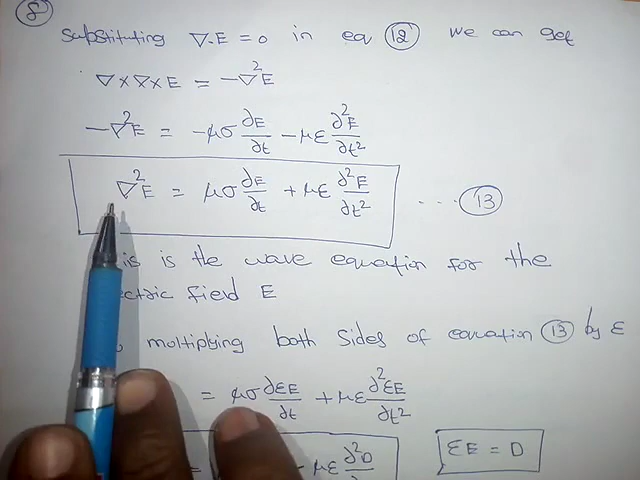 8
Substituting ∇.E = 0 in eq 12 we can get
∇×∇×E = -∇²E
-∇²E = -μσ ∂E/∂t - με ∂²E/∂t²
∇²E = μσ ∂E/∂t + με ∂²E/∂t² ... 13
is is the wave equation for the
ctric field E
multiplying both sides of equation 13 by ε
= μσ ∂εE/∂t + με ∂²εE/∂t²
= με ∂²D εE = D